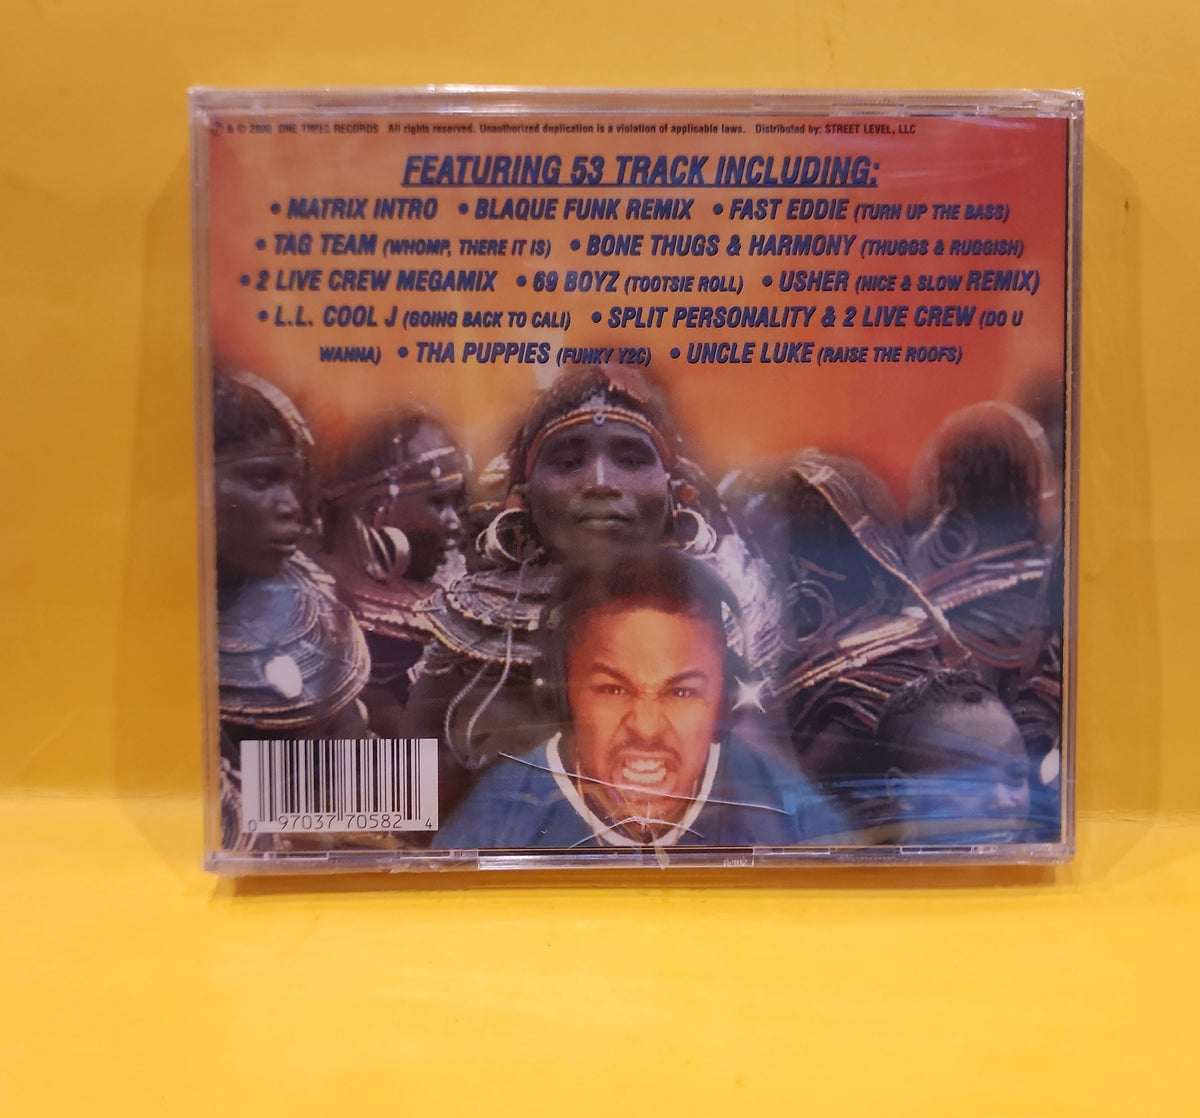 ℗ & © 2000 ONE TIMES RECORDS All rights reserved. Unauthorized duplication is a violation of applicable laws. Distributed by: STREET LEVEL, LLC
FEATURING 53 TRACK INCLUDING:
• MATRIX INTRO • BLAQUE FUNK REMIX • FAST EDDIE (TURN UP THE BASS)
• TAG TEAM (WHOMP, THERE IT IS) • BONE THUGS & HARMONY (THUGGS & RUGGISH)
• 2 LIVE CREW MEGAMIX • 69 BOYZ (TOOTSIE ROLL) • USHER (NICE & SLOW REMIX)
• L.L. COOL J (GOING BACK TO CALI) • SPLIT PERSONALITY & 2 LIVE CREW (DO U
WANNA) • THA PUPPIES (FUNKY Y2C) • UNCLE LUKE (RAISE THE ROOFS)
0 97037 70582 4